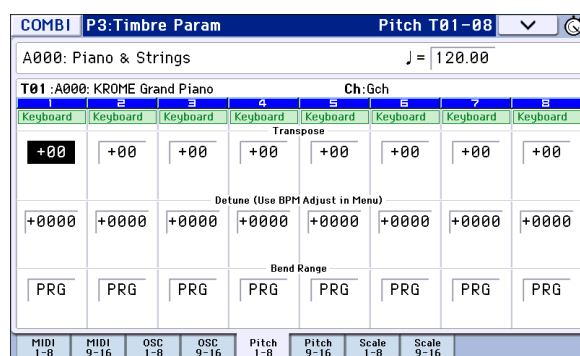 COMBI P3:Timbre Param Pitch T01-08
A000: Piano & Strings ♩= 120.00
T01 :A000: KROME Grand Piano Ch:Gch
1 2 3 4 5 6 7 8
Keyboard Keyboard Keyboard Keyboard Keyboard Keyboard Keyboard Keyboard
Transpose
+00 +00 +00 +00 +00 +00 +00 +00
Detune (Use BPM Adjust in Menu)
+0000 +0000 +0000 +0000 +0000 +0000 +0000 +0000
Bend Range
PRG PRG PRG PRG PRG PRG PRG PRG
MIDI MIDI OSC OSC Pitch Pitch Scale Scale
1-8 9-16 1-8 9-16 1-8 9-16 1-8 9-16